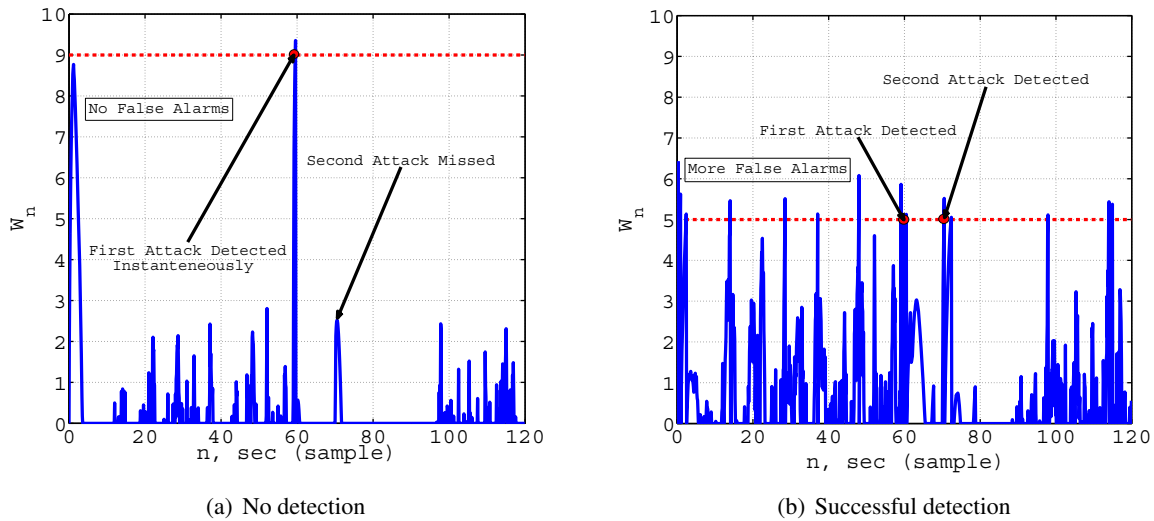 10
9
8
7
6
5
4
3
2
1
0
W_n
No False Alarms
Second Attack Missed
First Attack Detected
Instanteneously
0 20 40 60 80 100 120
n, sec (sample)
(a) No detection
10
9
8
7
6
5
4
3
2
1
0
W_n
Second Attack Detected
First Attack Detected
More False Alarms
0 20 40 60 80 100 120
n, sec (sample)
(b) Successful detection